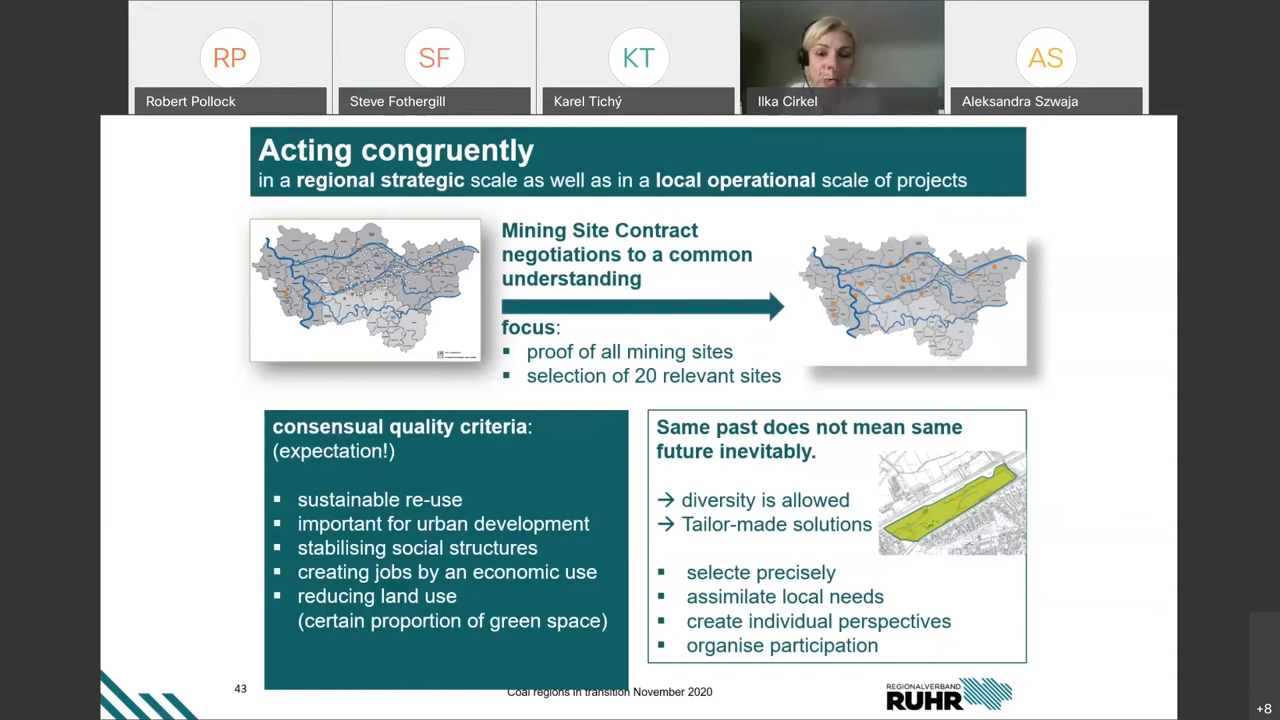 RP
SF
KT
AS
Robert Pollock
Steve Fothergill
Karel Tichý
Ilka Cirkel
Aleksandra Szwaja
Acting congruently
in a regional strategic scale as well as in a local operational scale of projects
Mining Site Contract
negotiations to a common
understanding
focus:
▪ proof of all mining sites
▪ selection of 20 relevant sites
consensual quality criteria:
(expectation!)
▪ sustainable re-use
▪ important for urban development
▪ stabilising social structures
▪ creating jobs by an economic use
▪ reducing land use
(certain proportion of green space)
Same past does not mean same
future inevitably.
→ diversity is allowed
→ Tailor-made solutions
▪ selecte precisely
▪ assimilate local needs
▪ create individual perspectives
▪ organise participation
43
Coal regions in transition November 2020
REGIONALVERBAND
RUHR
+8